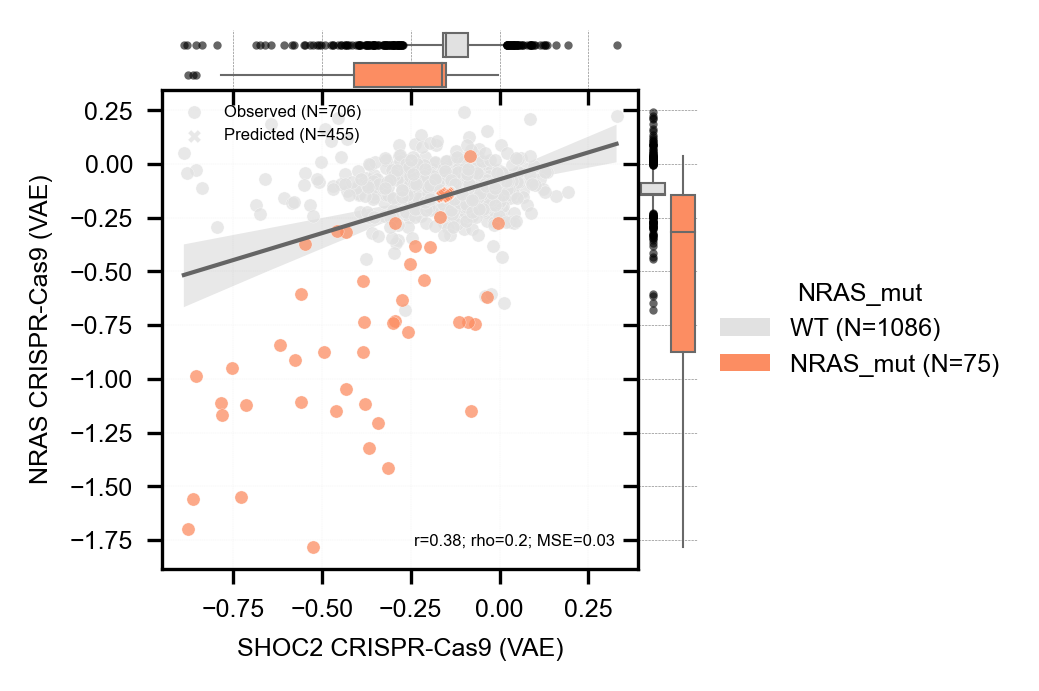 Observed (N=706)
Predicted (N=455)
0.25
0.00
−0.25
−0.50
−0.75
−1.00
−1.25
−1.50
−1.75
NRAS CRISPR-Cas9 (VAE)
r=0.38; rho=0.2; MSE=0.03
−0.75 −0.50 −0.25 0.00 0.25
SHOC2 CRISPR-Cas9 (VAE)
NRAS_mut
WT (N=1086)
NRAS_mut (N=75)